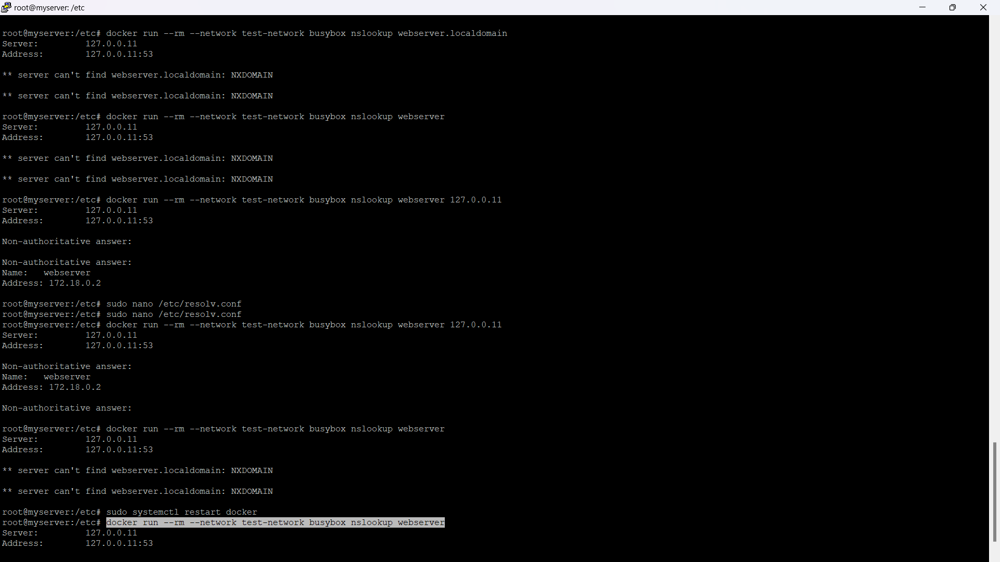 root@myserver: /etc
root@myserver:/etc# docker run --rm --network test-network busybox nslookup webserver.localdomain
Server:         127.0.0.11
Address:        127.0.0.11:53
** server can't find webserver.localdomain: NXDOMAIN
** server can't find webserver.localdomain: NXDOMAIN
root@myserver:/etc# docker run --rm --network test-network busybox nslookup webserver
Server:         127.0.0.11
Address:        127.0.0.11:53
** server can't find webserver.localdomain: NXDOMAIN
** server can't find webserver.localdomain: NXDOMAIN
root@myserver:/etc# docker run --rm --network test-network busybox nslookup webserver 127.0.0.11
Server:         127.0.0.11
Address:        127.0.0.11:53
Non-authoritative answer:
Non-authoritative answer:
Name:   webserver
Address: 172.18.0.2
root@myserver:/etc# sudo nano /etc/resolv.conf
root@myserver:/etc# sudo nano /etc/resolv.conf
root@myserver:/etc# docker run --rm --network test-network busybox nslookup webserver 127.0.0.11
Server:         127.0.0.11
Address:        127.0.0.11:53
Non-authoritative answer:
Name:   webserver
Address: 172.18.0.2
Non-authoritative answer:
root@myserver:/etc# docker run --rm --network test-network busybox nslookup webserver
Server:         127.0.0.11
Address:        127.0.0.11:53
** server can't find webserver.localdomain: NXDOMAIN
** server can't find webserver.localdomain: NXDOMAIN
root@myserver:/etc# sudo systemctl restart docker
root@myserver:/etc# docker run --rm --network test-network busybox nslookup webserver
Server:         127.0.0.11
Address:        127.0.0.11:53